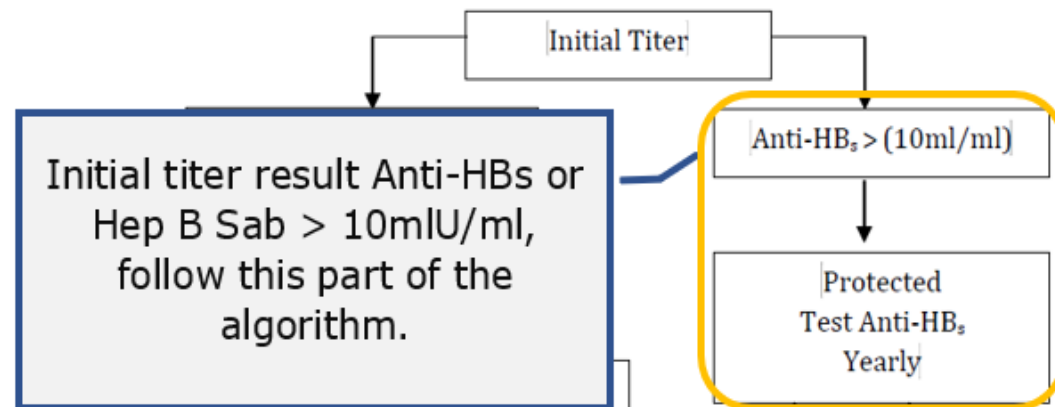 Initial Titer
Initial titer result Anti-HBs or
Hep B Sab > 10mlU/ml,
follow this part of the
algorithm.
Anti-HBₛ > (10ml/ml)
Protected
Test Anti-HBₛ
Yearly